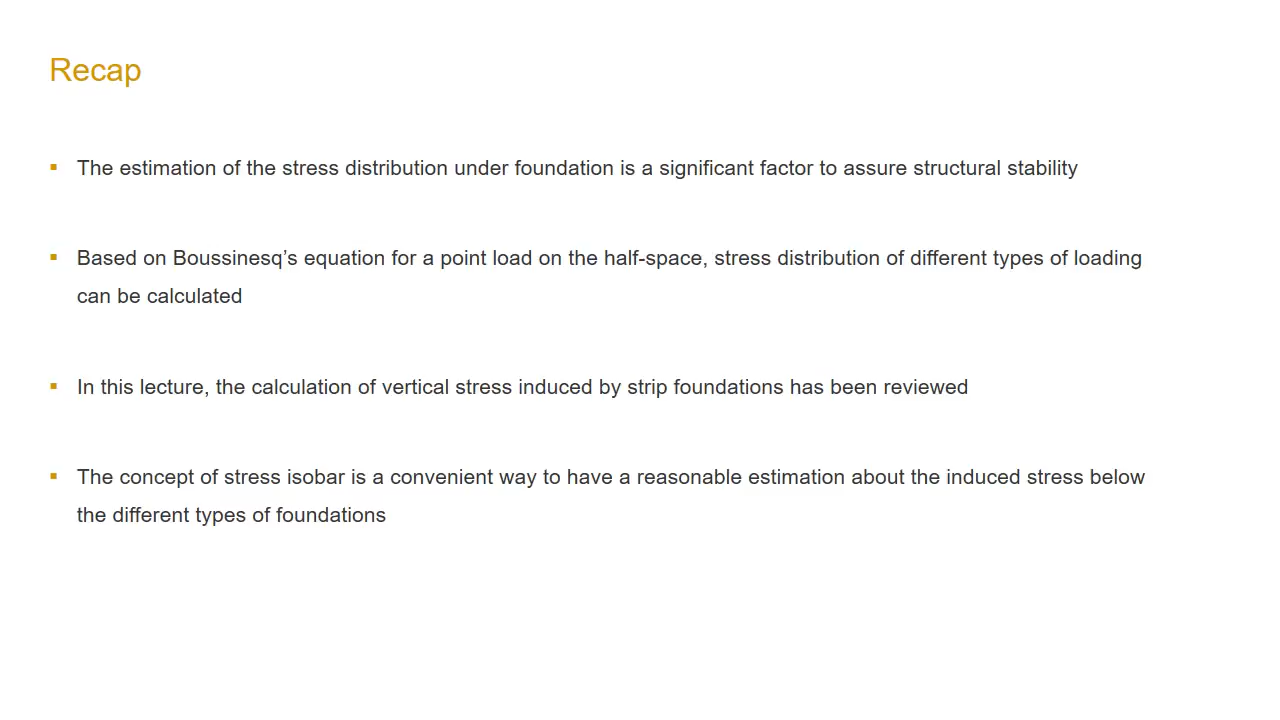 Recap
▪ The estimation of the stress distribution under foundation is a significant factor to assure structural stability
▪ Based on Boussinesq’s equation for a point load on the half-space, stress distribution of different types of loading
can be calculated
▪ In this lecture, the calculation of vertical stress induced by strip foundations has been reviewed
▪ The concept of stress isobar is a convenient way to have a reasonable estimation about the induced stress below
the different types of foundations